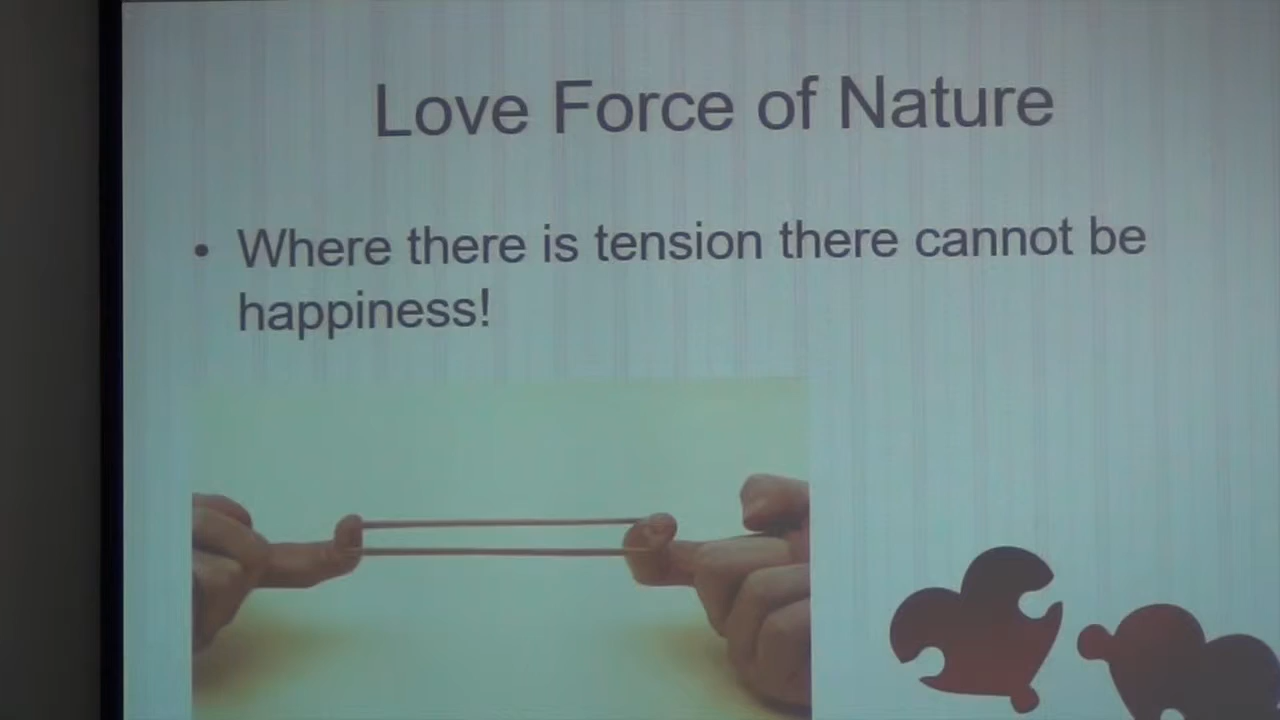 Love Force of Nature
• Where there is tension there cannot be
happiness!